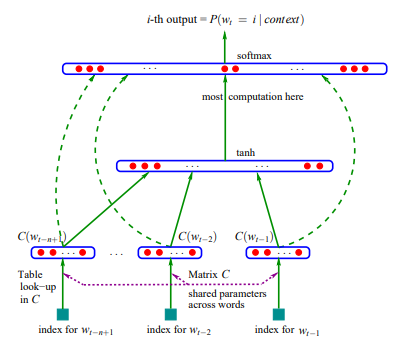 i-th output = P(w_t = i | context)
softmax
. . .
. . .
most computation here
tanh
. . .
. . .
C(w_{t−n+1})
C(w_{t−2})
C(w_{t−1})
. . .
. . .
. . .
. . .
Table
look−up
in C
Matrix C
shared parameters
across words
index for w_{t−n+1}
index for w_{t−2}
index for w_{t−1}